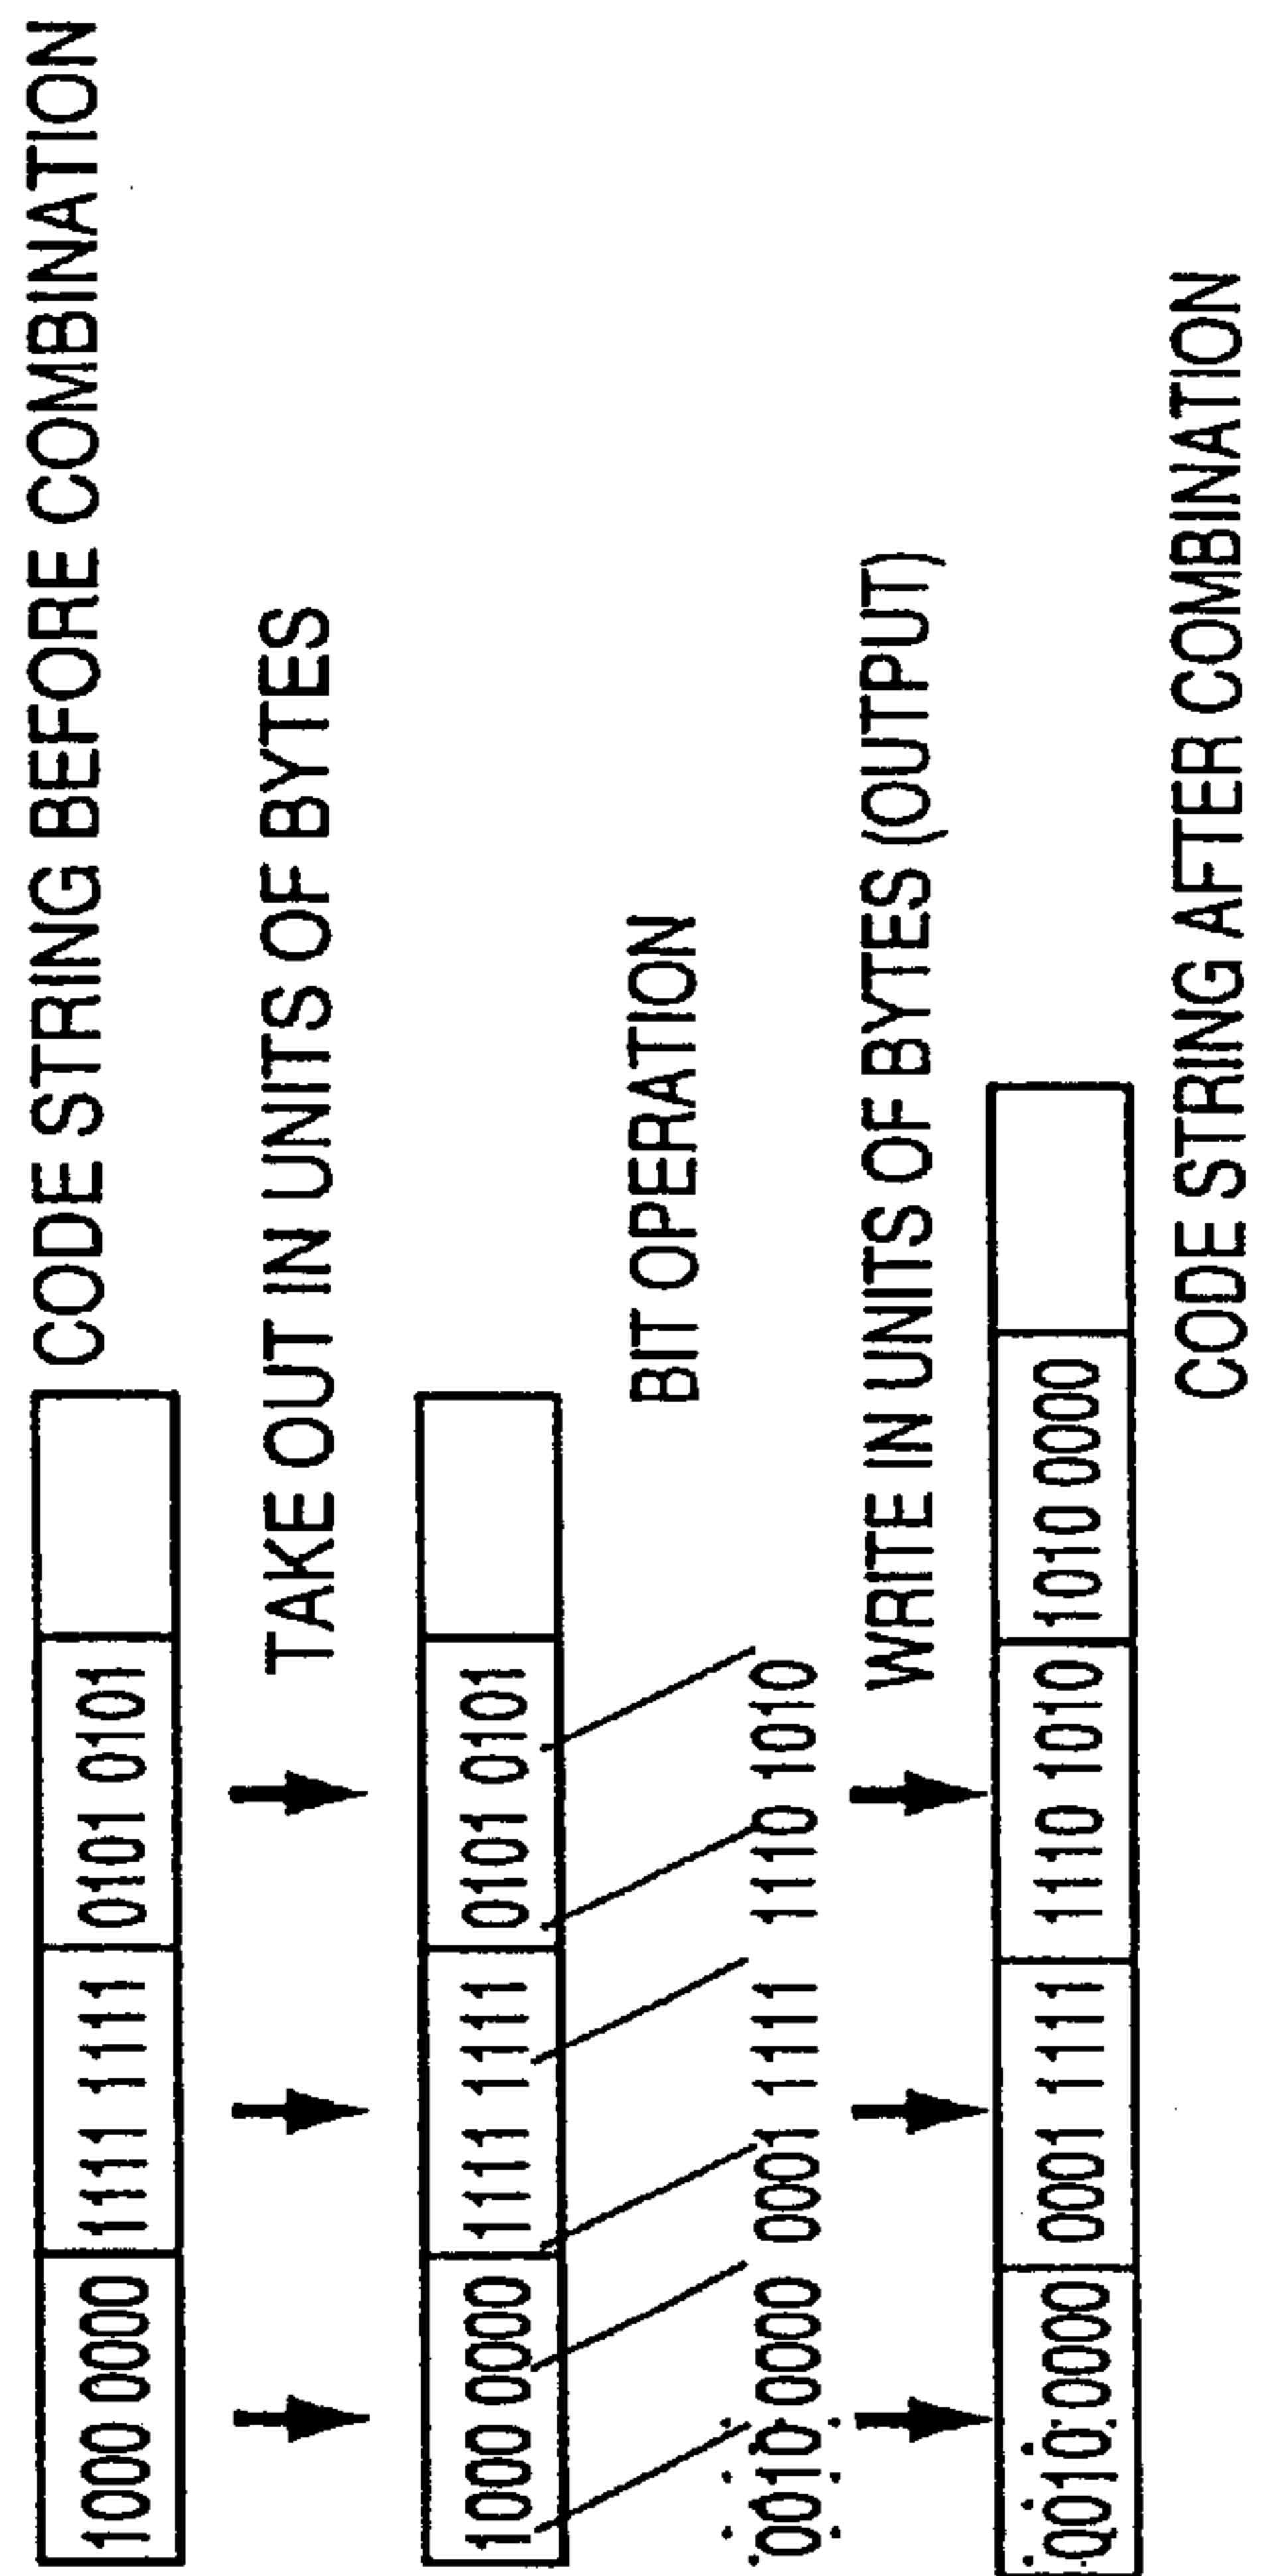 1000 0000 1111 1111 0101 0101 CODE STRING BEFORE COMBINATION
TAKE OUT IN UNITS OF BYTES
1000 0000 1111 1111 0101 0101
BIT OPERATION
0010 0000 0001 1111 1110 1010
WRITE IN UNITS OF BYTES (OUTPUT)
0010 0000 0001 1111 1110 1010 1010 0000
CODE STRING AFTER COMBINATION